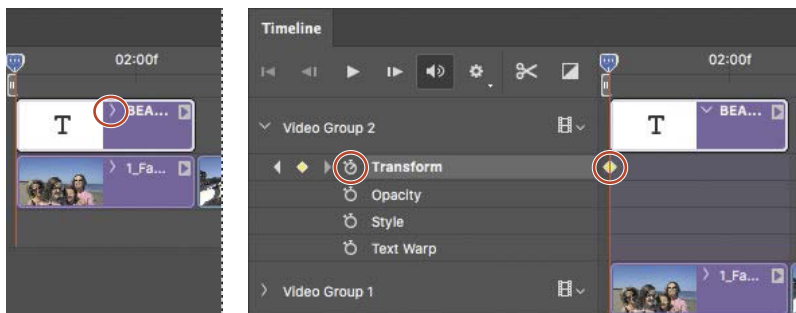 02:00f
T
BEA...
1_Fa...
Timeline
02:00f
Video Group 2
T
BEA...
Transform
Opacity
Style
Text Warp
Video Group 1
1_Fa...